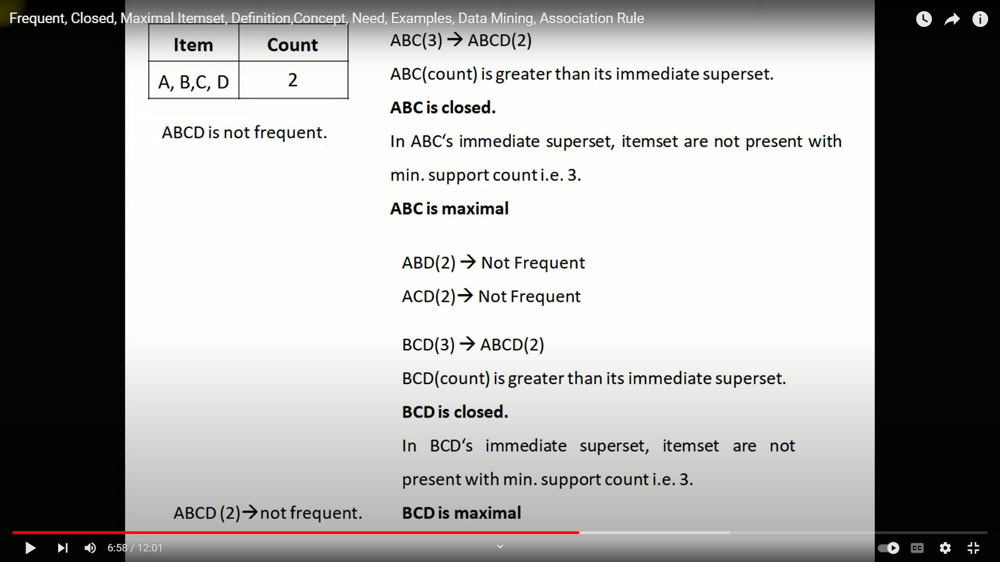 Frequent, Closed, Maximal Itemset, Definition,Concept, Need, Examples, Data Mining, Association Rule
Item Count
A, B,C, D 2
ABCD is not frequent.
ABC(3) → ABCD(2)
ABC(count) is greater than its immediate superset.
ABC is closed.
In ABC‘s immediate superset, itemset are not present with
min. support count i.e. 3.
ABC is maximal
ABD(2) → Not Frequent
ACD(2)→ Not Frequent
BCD(3) → ABCD(2)
BCD(count) is greater than its immediate superset.
BCD is closed.
In BCD‘s immediate superset, itemset are not
present with min. support count i.e. 3.
ABCD (2)→not frequent.
BCD is maximal
6:58 / 12:01
CC